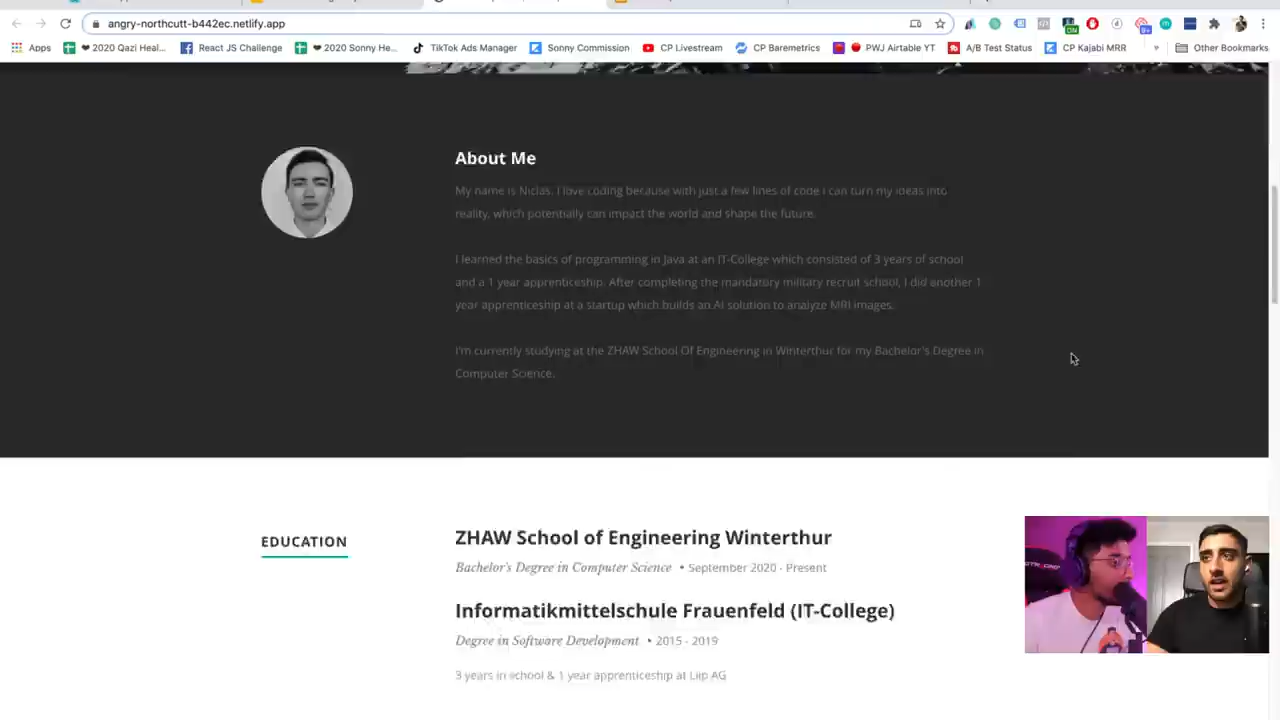 angry-northcutt-b442ec.netlify.app
Apps
❤ 2020 Qazi Heal...
React JS Challenge
❤ 2020 Sonny He...
TikTok Ads Manager
Sonny Commission
CP Livestream
CP Baremetrics
PWJ Airtable YT
A/B Test Status
CP Kajabi MRR
»
Other Bookmarks
About Me
My name is Niclas. I love coding because with just a few lines of code i can turn my ideas into
reality, which potentially can impact the world and shape the future.
I learned the basics of programming in Java at an IT-College which consisted of 3 years of school
and a 1 year apprenticeship. After completing the mandatory military recruit school, I did another 1
year apprenticeship at a startup which builds an AI solution to analyze MRI images.
I'm currently studying at the ZHAW School Of Engineering in Winterthur for my Bachelor's Degree in
Computer Science.
EDUCATION
ZHAW School of Engineering Winterthur
Bachelor's Degree in Computer Science • September 2020 - Present
Informatikmittelschule Frauenfeld (IT-College)
Degree in Software Development • 2015 - 2019
3 years in school & 1 year apprenticeship at Liip AG